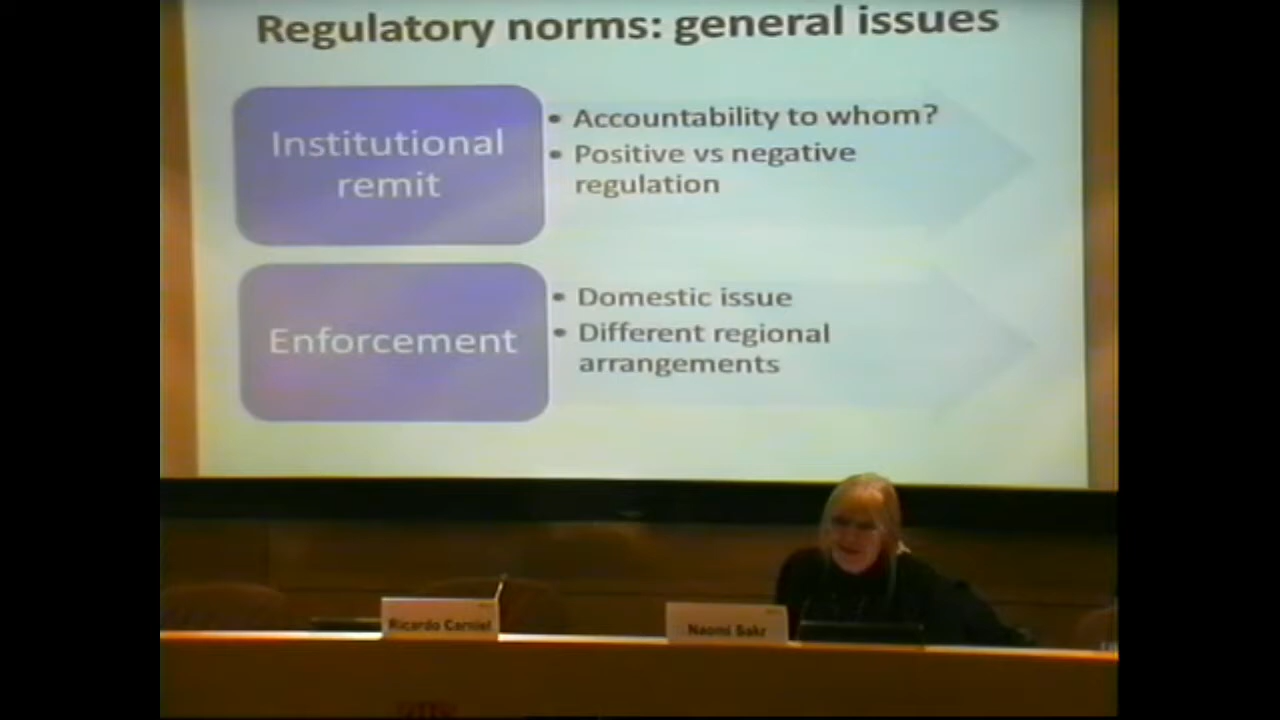 Regulatory norms: general issues
Institutional
remit
• Accountability to whom?
• Positive vs negative
regulation
Enforcement
• Domestic issue
• Different regional
arrangements
Ricardo Carniel
Naomi Sakr